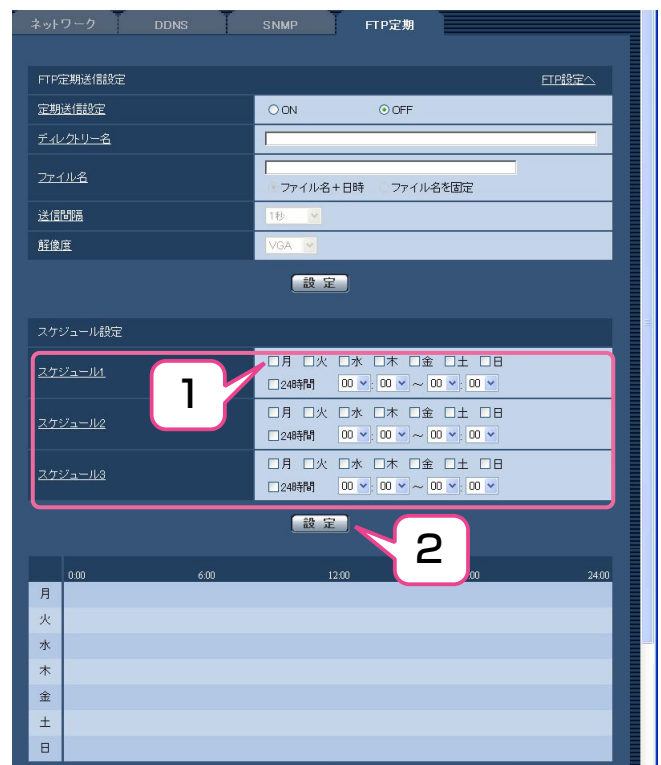 ネットワーク DDNS SNMP FTP定期
FTP定期送信設定 FTP設定へ
定期送信設定 ON OFF
ディレクトリー名
ファイル名
ファイル名+日時 ファイル名を固定
送信間隔 1秒
解像度 VGA
設定
スケジュール設定
スケジュール1 月 火 水 木 金 土 日
24時間 00 : 00 ~ 00 : 00
スケジュール2 月 火 水 木 金 土 日
24時間 00 : 00 ~ 00 : 00
スケジュール3 月 火 水 木 金 土 日
24時間 00 : 00 ~ 00 : 00
1
設定
2
0:00 6:00 12:00 :00 24:00
月
火
水
木
金
土
日